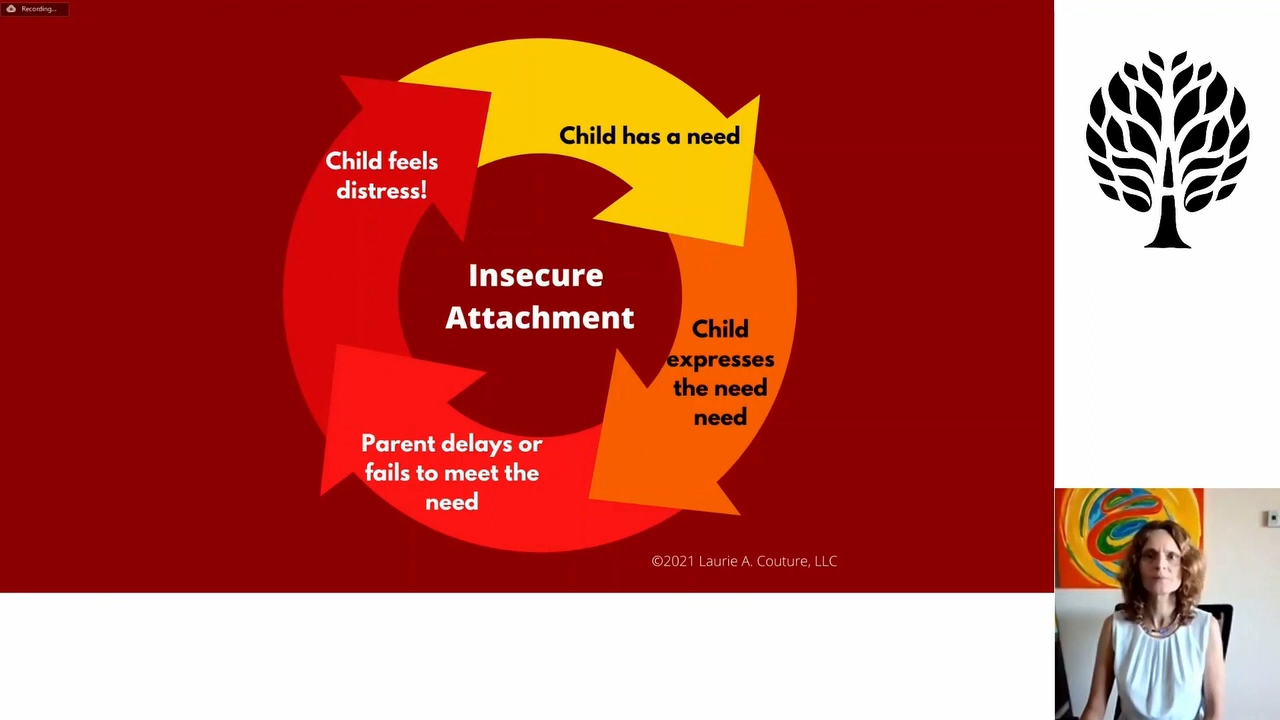 Recording...
Child has a need
Child feels
distress!
Insecure
Attachment
Child
expresses
the need
need
Parent delays or
fails to meet the
need
©2021 Laurie A. Couture, LLC